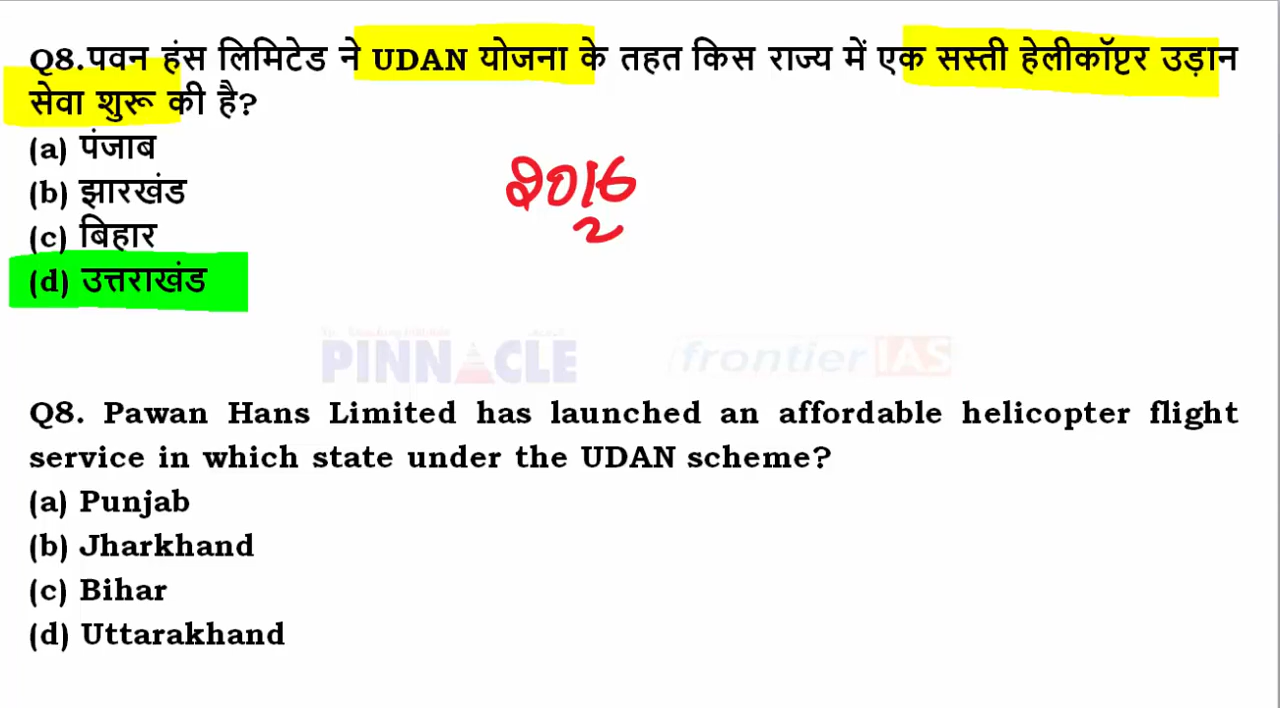 Q8.पवन हंस लिमिटेड ने UDAN योजना के तहत किस राज्य में एक सस्ती हेलीकॉप्टर उड़ान
सेवा शुरू की है?
(a) पंजाब
(b) झारखंड
(c) बिहार
(d) उत्तराखंड
2016
2
PINNACLE
frontier IAS
Q8. Pawan Hans Limited has launched an affordable helicopter flight
service in which state under the UDAN scheme?
(a) Punjab
(b) Jharkhand
(c) Bihar
(d) Uttarakhand